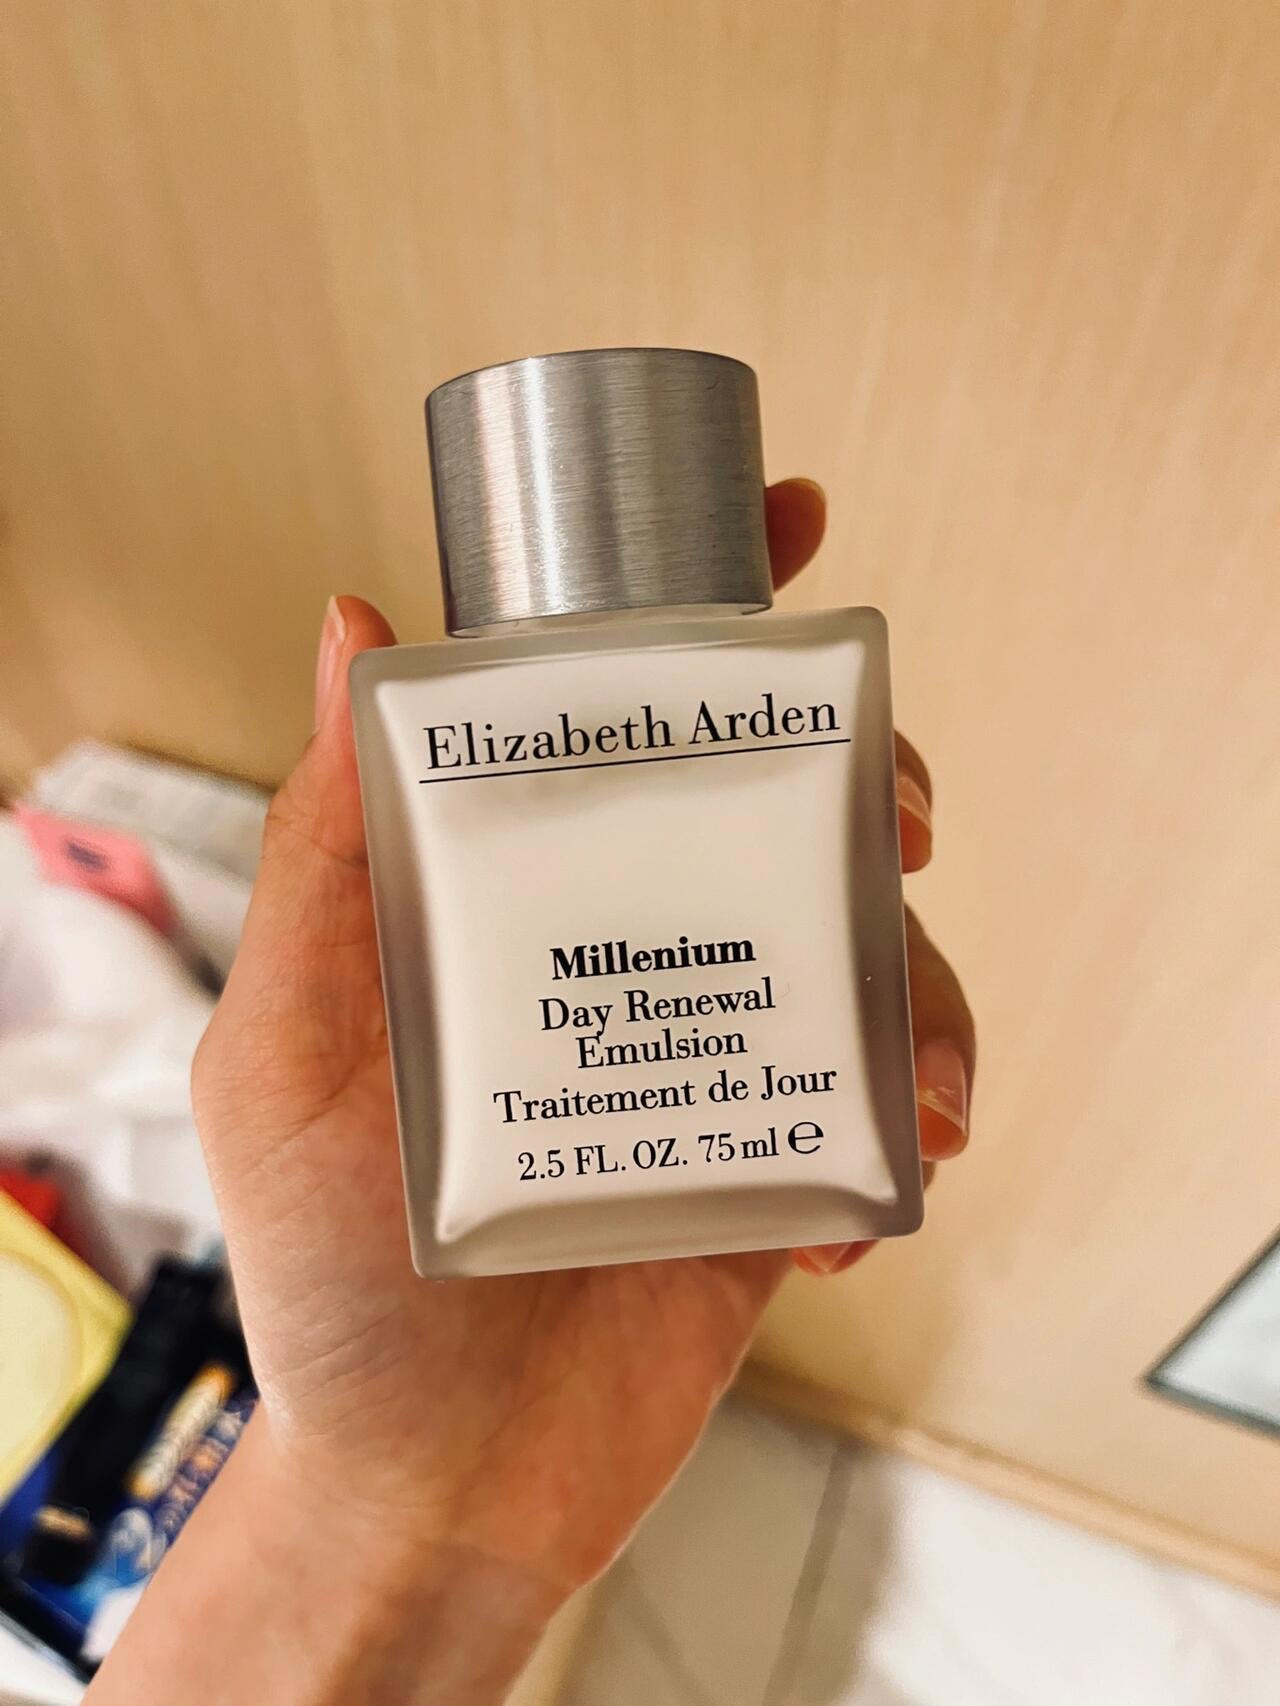 Elizabeth Arden
Millenium
Day Renewal
Emulsion
Traitement de Jour
2.5 FL. OZ. 75 ml ℮